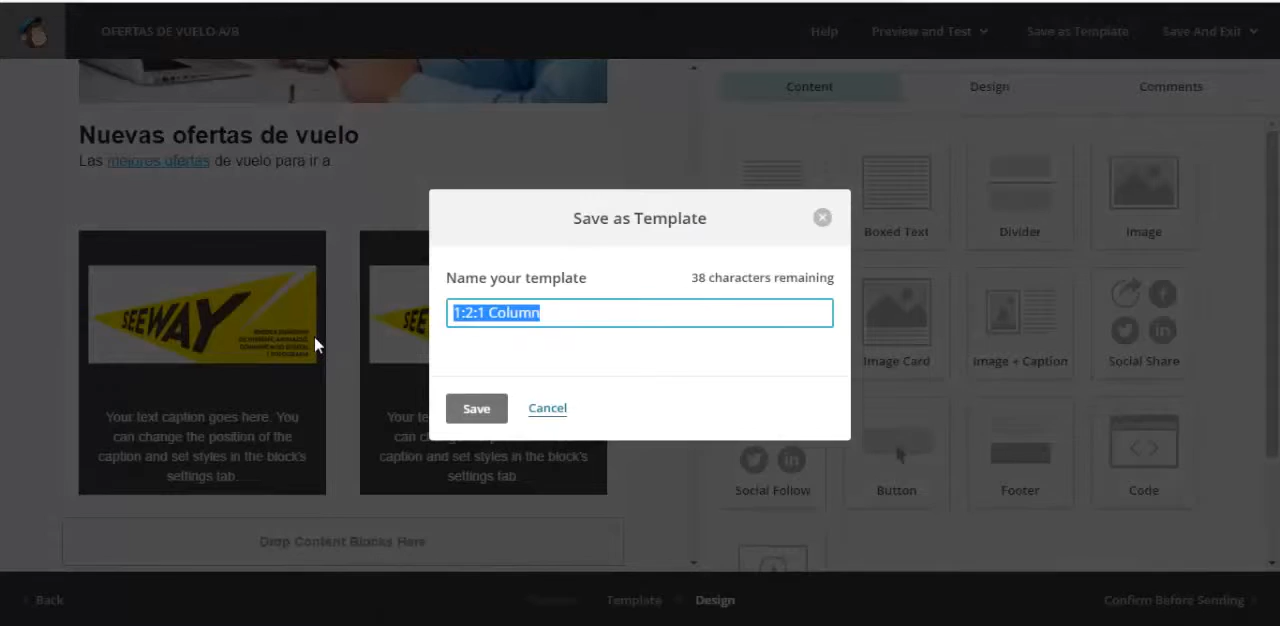 OFERTAS DE VUELO A/B
Help
Preview and Test
Save as Template
Save And Exit
Content
Design
Comments
Nuevas ofertas de vuelo
Las mejores ofertas de vuelo para ir a
Save as Template
Name your template
38 characters remaining
1:2:1 Column
Save
Cancel
Boxed Text
Divider
Image
Image Card
Image + Caption
Social Share
Social Follow
Button
Footer
Code
SEEWAY
Your text caption goes here. You
can change the position of the
caption and set styles in the block's
settings tab.
SEE
Your te
can c
caption and set styles in the block's
settings tab.
Drop Content Blocks Here
Back
Template
Design
Confirm Before Sending